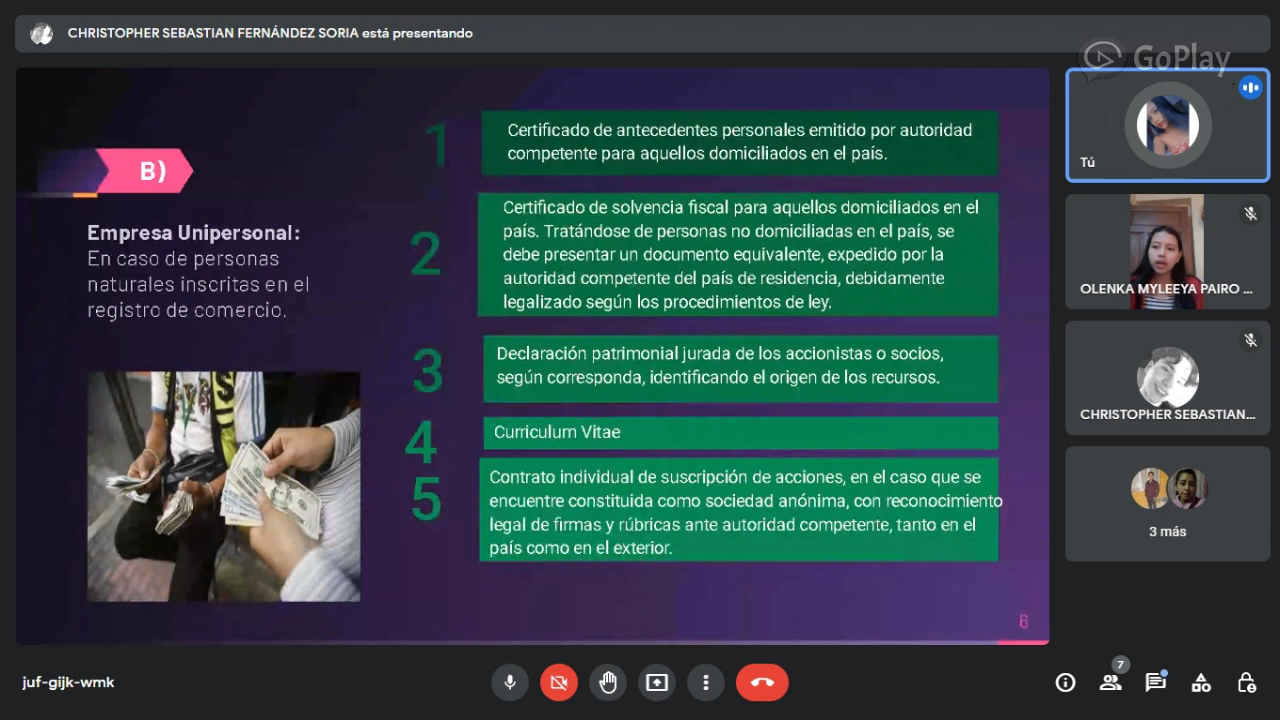 CHRISTOPHER SEBASTIAN FERNÁNDEZ SORIA está presentando
GoPlay
B)
Empresa Unipersonal:
En caso de personas
naturales inscritas en el
registro de comercio.
1
Certificado de antecedentes personales emitido por autoridad
competente para aquellos domiciliados en el país.
2
Certificado de solvencia fiscal para aquellos domiciliados en el
país. Tratándose de personas no domiciliadas en el país, se
debe presentar un documento equivalente, expedido por la
autoridad competente del país de residencia, debidamente
legalizado según los procedimientos de ley.
3
Declaración patrimonial jurada de los accionistas o socios,
según corresponda, identificando el origen de los recursos.
4
Curriculum Vitae
5
Contrato individual de suscripción de acciones, en el caso que se
encuentre constituida como sociedad anónima, con reconocimiento
legal de firmas y rúbricas ante autoridad competente, tanto en el
país como en el exterior.
6
Tú
OLENKA MYLEEYA PAIRO ...
CHRISTOPHER SEBASTIAN...
3 más
juf-gijk-wmk
7